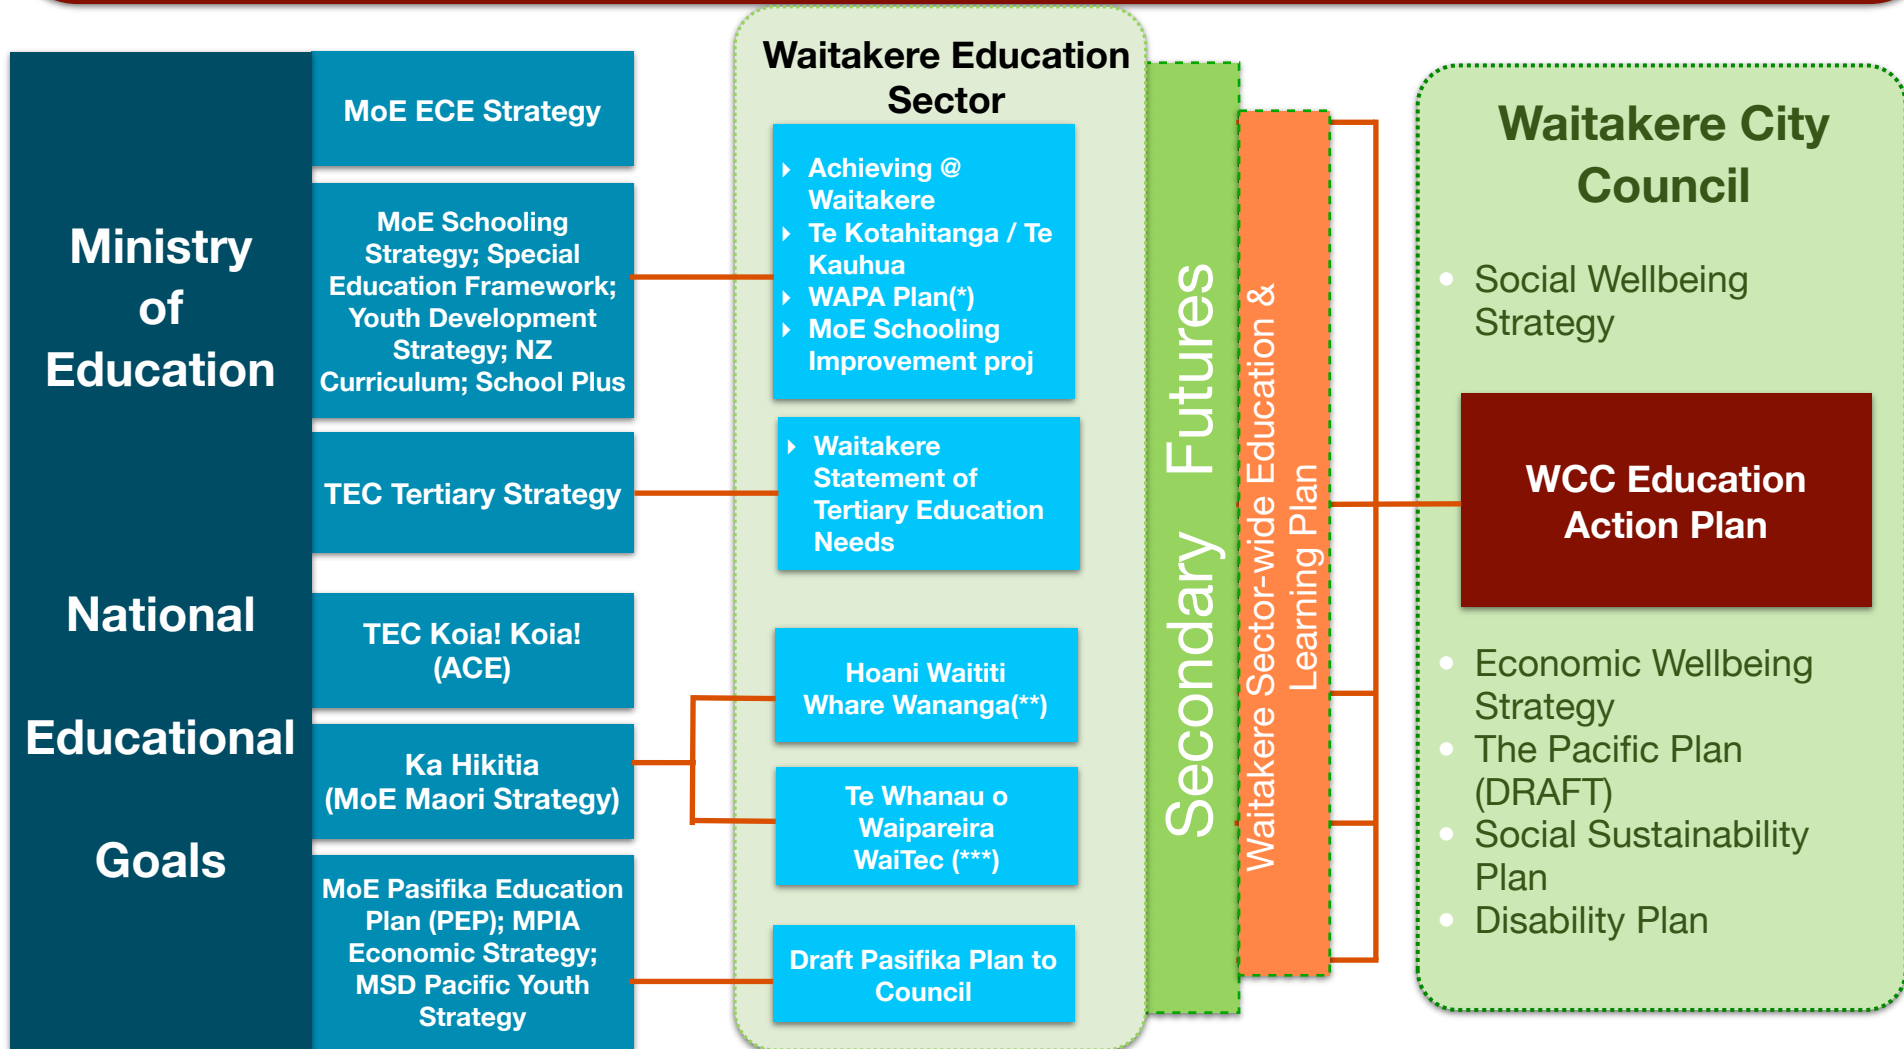 Ministry
of
Education
National
Educational
Goals
MoE ECE Strategy
MoE Schooling
Strategy; Special
Education Framework;
Youth Development
Strategy; NZ
Curriculum; School Plus
TEC Tertiary Strategy
TEC Koia! Koia!
(ACE)
Ka Hikitia
(MoE Maori Strategy)
MoE Pasifika Education
Plan (PEP); MPIA
Economic Strategy;
MSD Pacific Youth
Strategy
Waitakere Education
Sector
Achieving @
Waitakere
Te Kotahitanga / Te
Kauhua
WAPA Plan(*)
MoE Schooling
Improvement proj
Waitakere
Statement of
Tertiary Education
Needs
Hoani Waititi
Whare Wananga(**)
Te Whanau o
Waipareira
WaiTec (***)
Draft Pasifika Plan to
Council
Secondary Futures
Waitakere Sector-wide Education &
Learning Plan
Waitakere City
Council
• Social Wellbeing
Strategy
WCC Education
Action Plan
• Economic Wellbeing
Strategy
• The Pacific Plan
(DRAFT)
• Social Sustainability
Plan
• Disability Plan